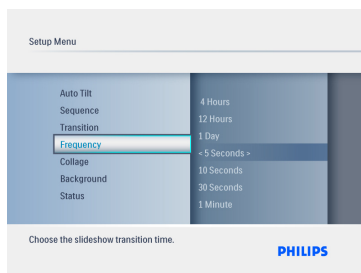 Setup Menu
Auto Tilt
Sequence
Transition
Frequency
Collage
Background
Status
4 Hours
12 Hours
1 Day
< 5 Seconds >
10 Seconds
30 Seconds
1 Minute
Choose the slideshow transition time.
PHILIPS